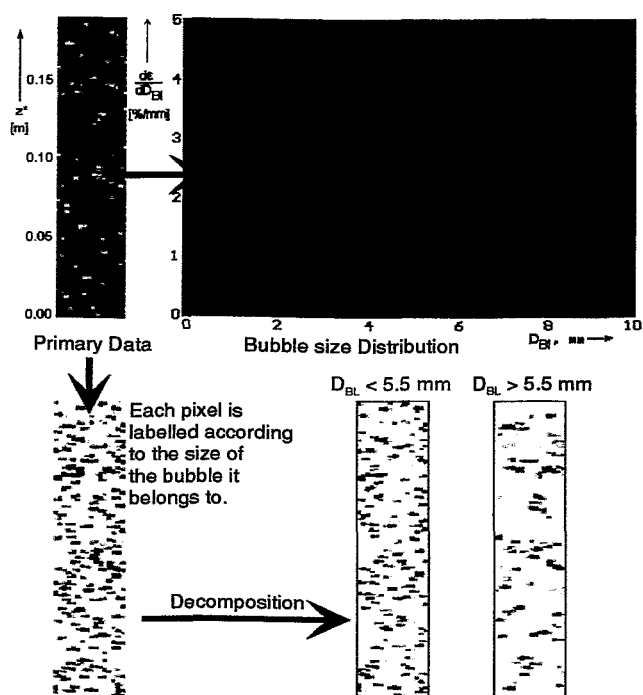 5
0.15
z,
[m]
dε
dD_Bl
[%/mm]
4
3
0.10
2
0.05
1
0.00
0
0
2
4
6
8
10
D_Bl, mm
Primary Data
Bubble size Distribution
D_BL < 5.5 mm
D_BL > 5.5 mm
Each pixel is
labelled according
to the size of
the bubble it
belongs to.
Decomposition